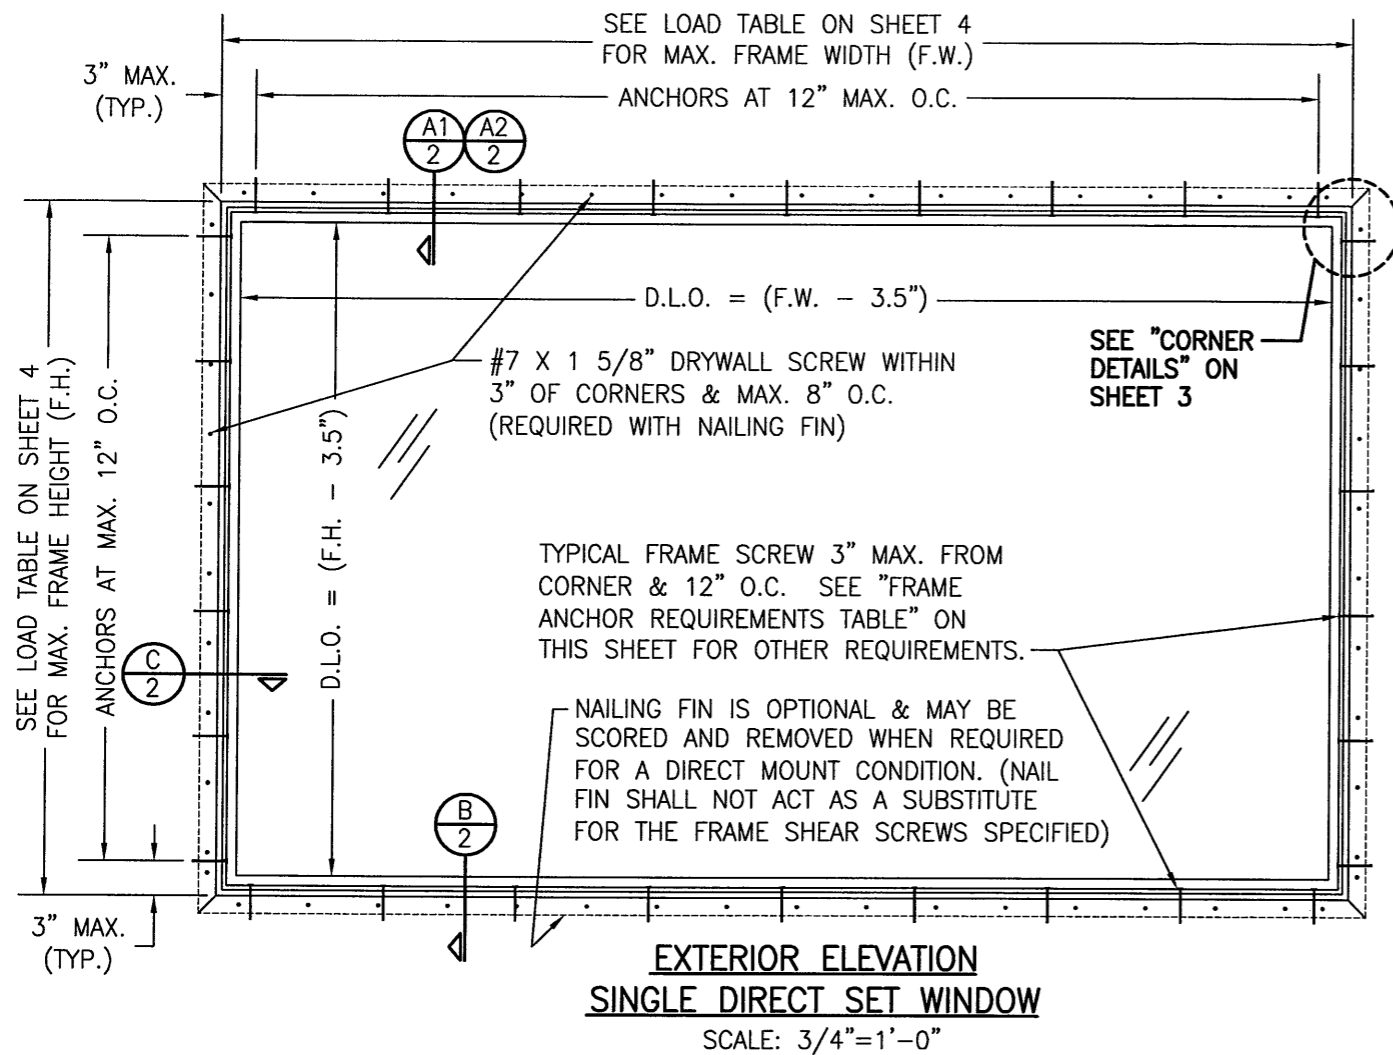 SEE LOAD TABLE ON SHEET 4
FOR MAX. FRAME WIDTH (F.W.)
3" MAX.
(TYP.)
ANCHORS AT 12" MAX. O.C.
A1
2
A2
2
D.L.O. = (F.W. - 3.5")
SEE "CORNER
DETAILS" ON
SHEET 3
#7 X 1 5/8" DRYWALL SCREW WITHIN
3" OF CORNERS & MAX. 8" O.C.
(REQUIRED WITH NAILING FIN)
SEE LOAD TABLE ON SHEET 4
FOR MAX. FRAME HEIGHT (F.H.)
ANCHORS AT MAX. 12" O.C.
D.L.O. = (F.H. - 3.5")
TYPICAL FRAME SCREW 3" MAX. FROM
CORNER & 12" O.C. SEE "FRAME
ANCHOR REQUIREMENTS TABLE" ON
THIS SHEET FOR OTHER REQUIREMENTS.
C
2
NAILING FIN IS OPTIONAL & MAY BE
SCORED AND REMOVED WHEN REQUIRED
FOR A DIRECT MOUNT CONDITION. (NAIL
FIN SHALL NOT ACT AS A SUBSTITUTE
FOR THE FRAME SHEAR SCREWS SPECIFIED)
B
2
3" MAX.
(TYP.)
EXTERIOR ELEVATION
SINGLE DIRECT SET WINDOW
SCALE: 3/4"=1'-0"